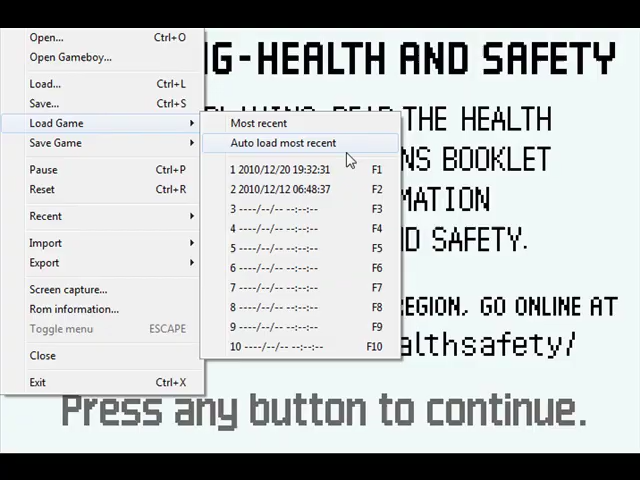 Open... Ctrl+O
Open Gameboy...
Load... Ctrl+L
Save... Ctrl+S
Load Game
Save Game
Pause Ctrl+P
Reset Ctrl+R
Recent
Import
Export
Screen capture...
Rom information...
Toggle menu ESCAPE
Close
Exit Ctrl+X
Most recent
Auto load most recent
1 2010/12/20 19:32:31 F1
2 2010/12/12 06:48:37 F2
3 ----/--/-- --:--:-- F3
4 ----/--/-- --:--:-- F4
5 ----/--/-- --:--:-- F5
6 ----/--/-- --:--:-- F6
7 ----/--/-- --:--:-- F7
8 ----/--/-- --:--:-- F8
9 ----/--/-- --:--:-- F9
10 ----/--/-- --:--:-- F10
NG-HEALTH AND SAFETY
READ THE HEALTH
NS BOOKLET
MATION
D SAFETY.
REGION, GO ONLINE AT
althsafety/
Press any button to continue.